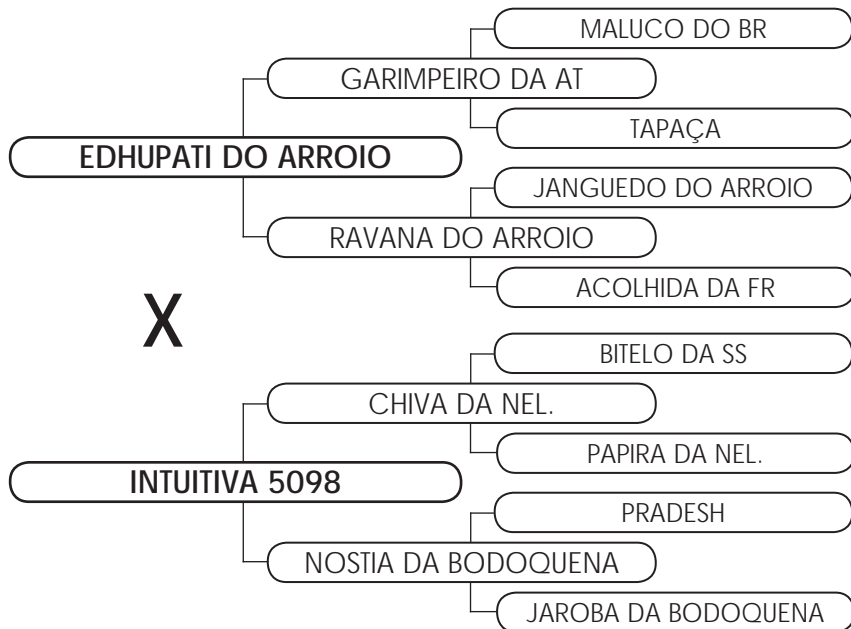 MALUCO DO BR
GARIMPEIRO DA AT
TAPAÇA
EDHUPATI DO ARROIO
JANGUEDO DO ARROIO
RAVANA DO ARROIO
ACOLHIDA DA FR
X
BITELO DA SS
CHIVA DA NEL.
PAPIRA DA NEL.
INTUITIVA 5098
PRADESH
NOSTIA DA BODOQUENA
JAROBA DA BODOQUENA